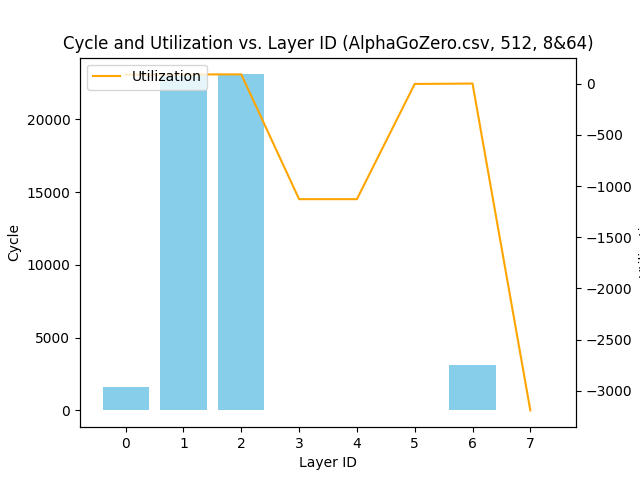 Cycle and Utilization vs. Layer ID (AlphaGoZero.csv, 512, 8&64)
Utilization
Cycle
20000
15000
10000
5000
0
0
−500
−1000
−1500
−2000
−2500
−3000
0 1 2 3 4 5 6 7
Layer ID